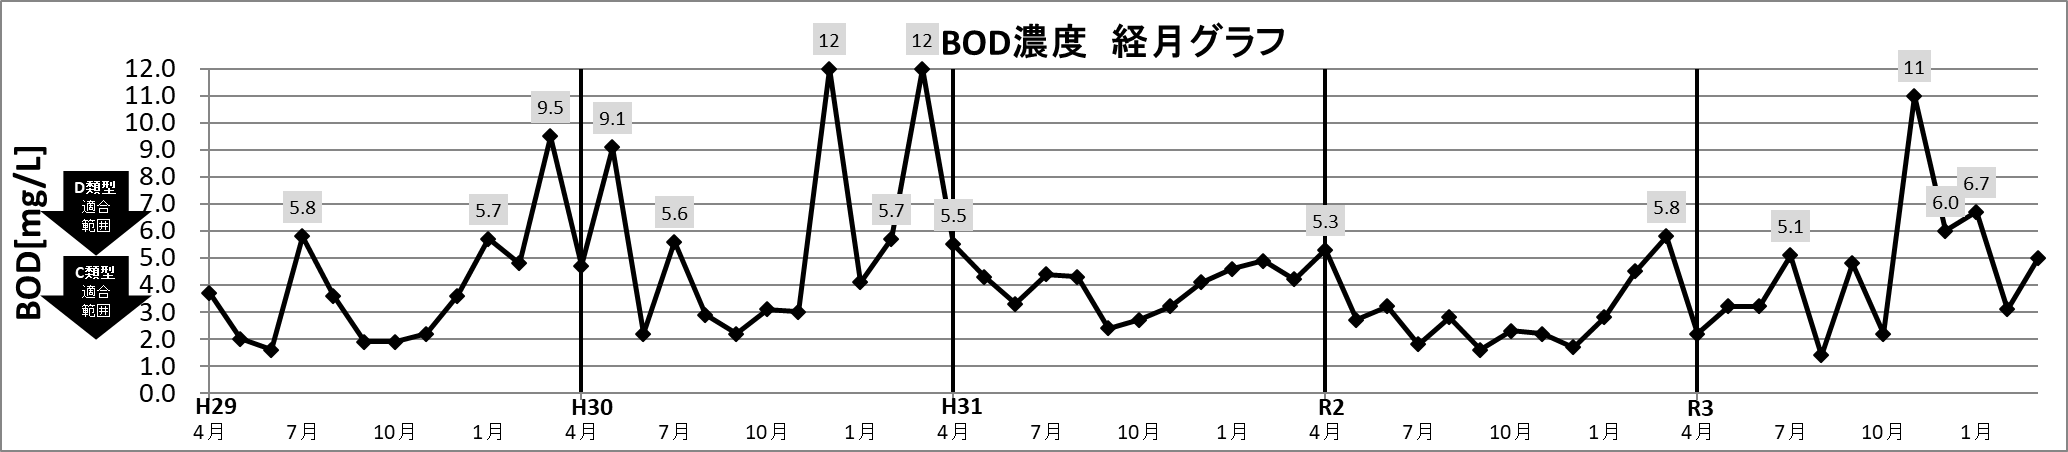 BOD濃度　経月グラフ
BOD[mg/L]
12.0
11.0
10.0
9.0
8.0
7.0
6.0
5.0
4.0
3.0
2.0
1.0
0.0
D類型
適合
範囲
C類型
適合
範囲
5.8
5.7
9.5
9.1
5.6
12
5.7
12
5.5
5.3
5.8
5.1
11
6.0
6.7
H29 H30 H31 R2 R3
4月 7月 10月 1月 4月 7月 10月 1月 4月 7月 10月 1月 4月 7月 10月 1月 4月 7月 10月 1月